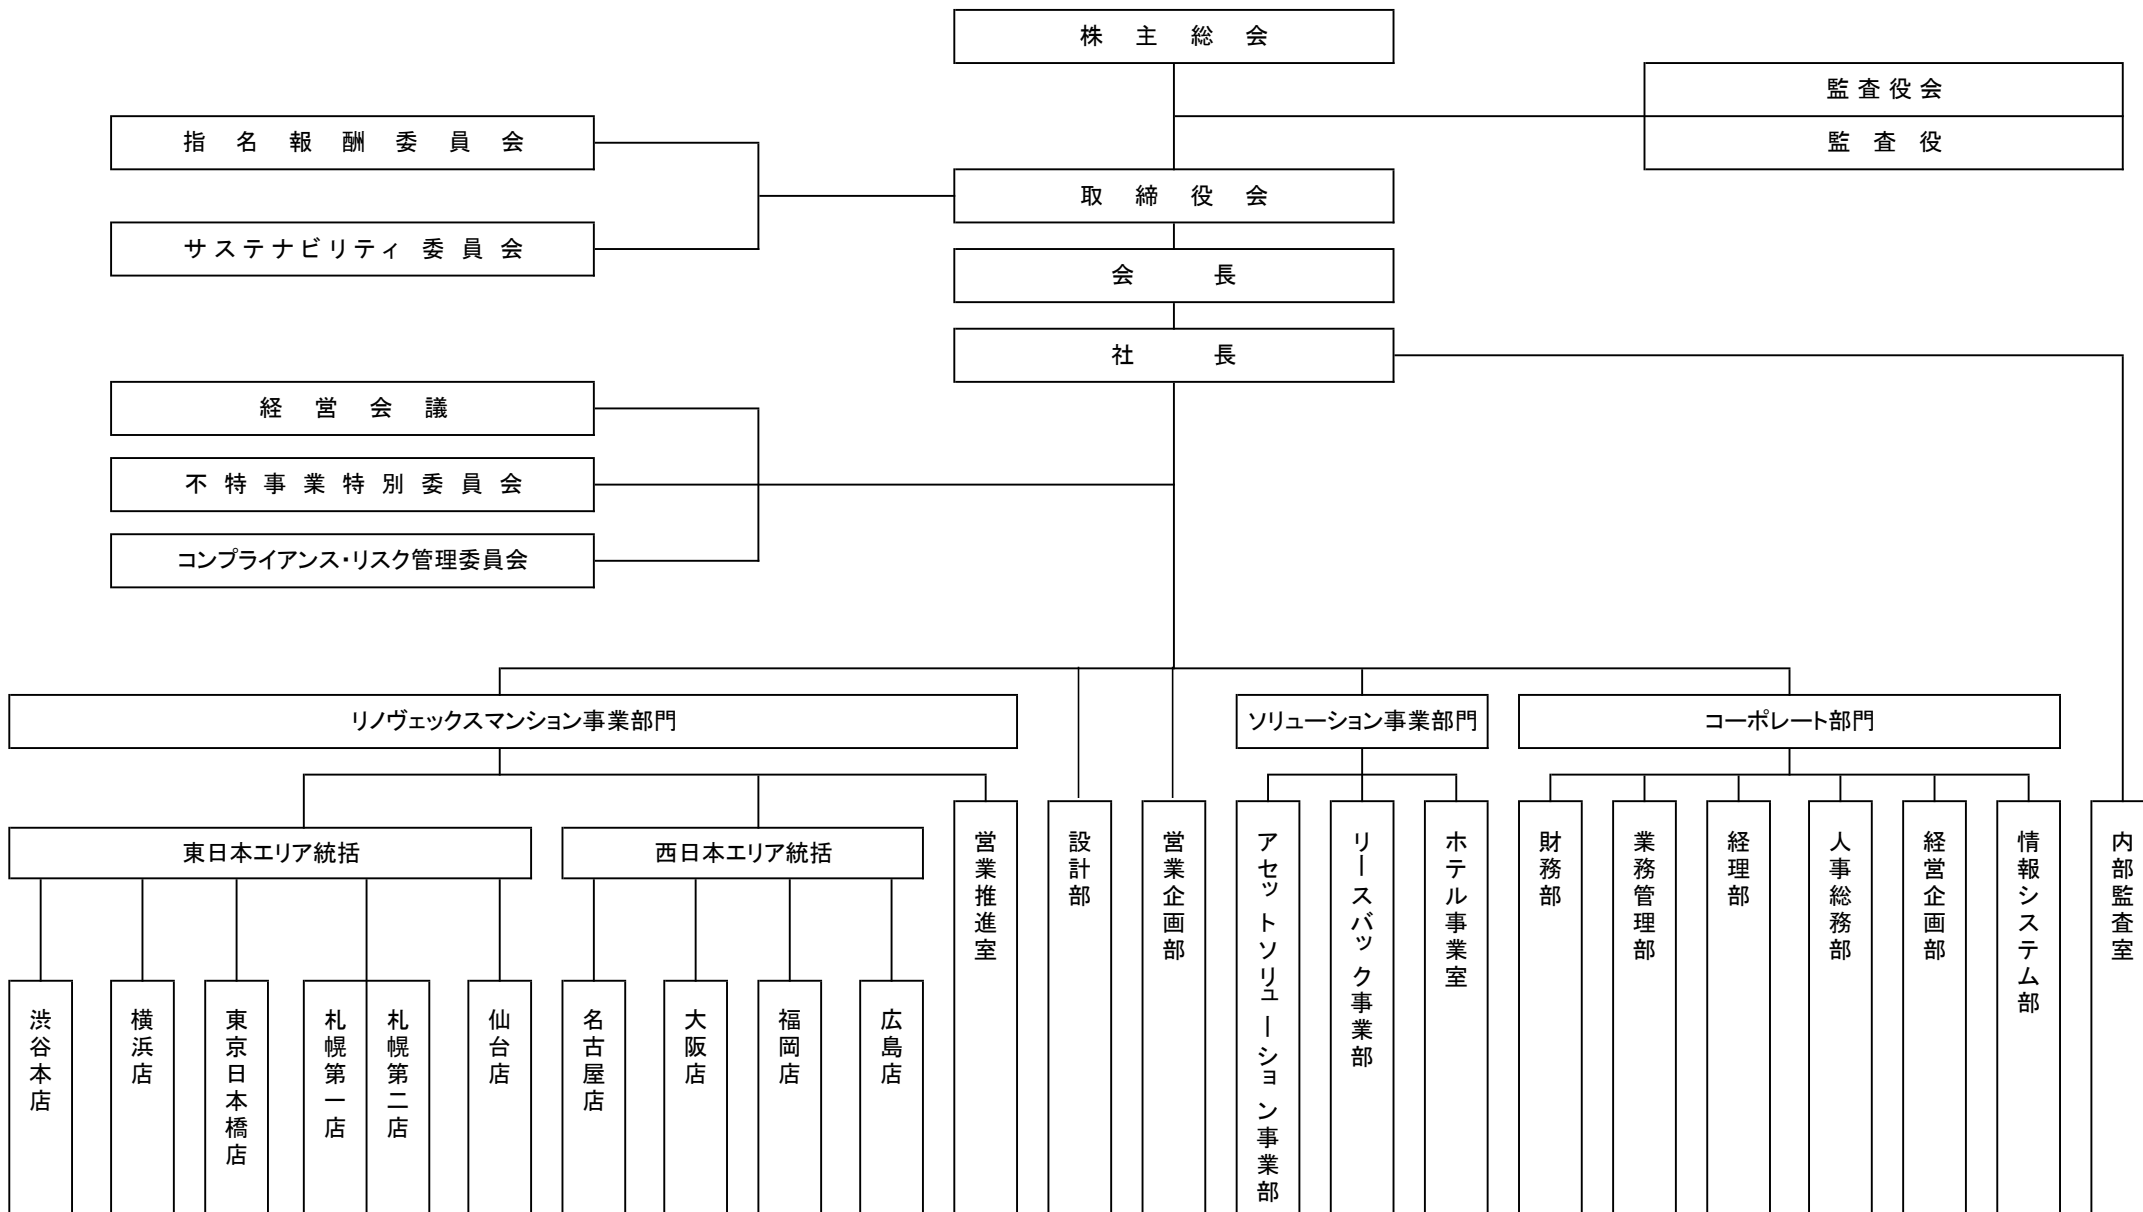 株主総会
監査役会
監査役
指名報酬委員会
取締役会
サステナビリティ委員会
会長
社長
経営会議
不特事業特別委員会
コンプライアンス・リスク管理委員会
リノヴェックスマンション事業部門
ソリューション事業部門
コーポレート部門
東日本エリア統括
西日本エリア統括
営業推進室
設計部
営業企画部
アセットソリューション事業部
リースバック事業部
ホテル事業室
財務部
業務管理部
経理部
人事総務部
経営企画部
情報システム部
内部監査室
渋谷本店
横浜店
東京日本橋店
札幌第一店
札幌第二店
仙台店
名古屋店
大阪店
福岡店
広島店